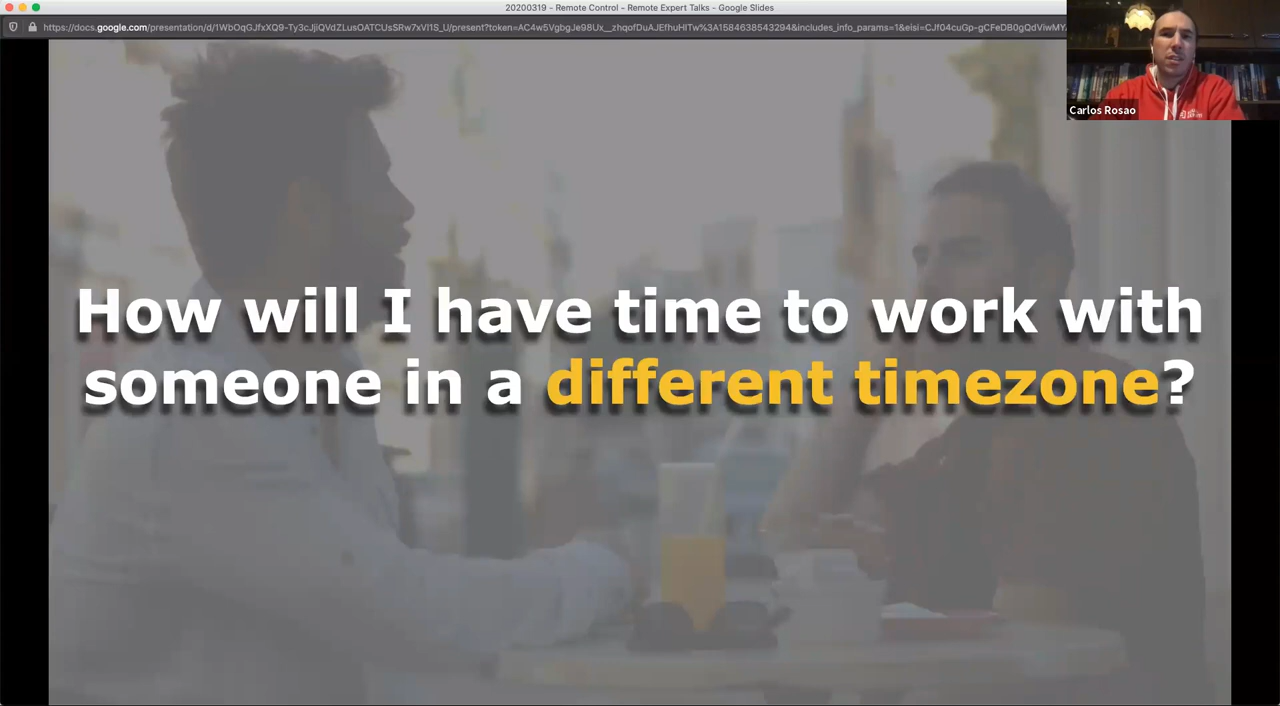 20200319 - Remote Control - Remote Expert Talks - Google Slides
Carlos Rosao
How will I have time to work with
someone in a different timezone?